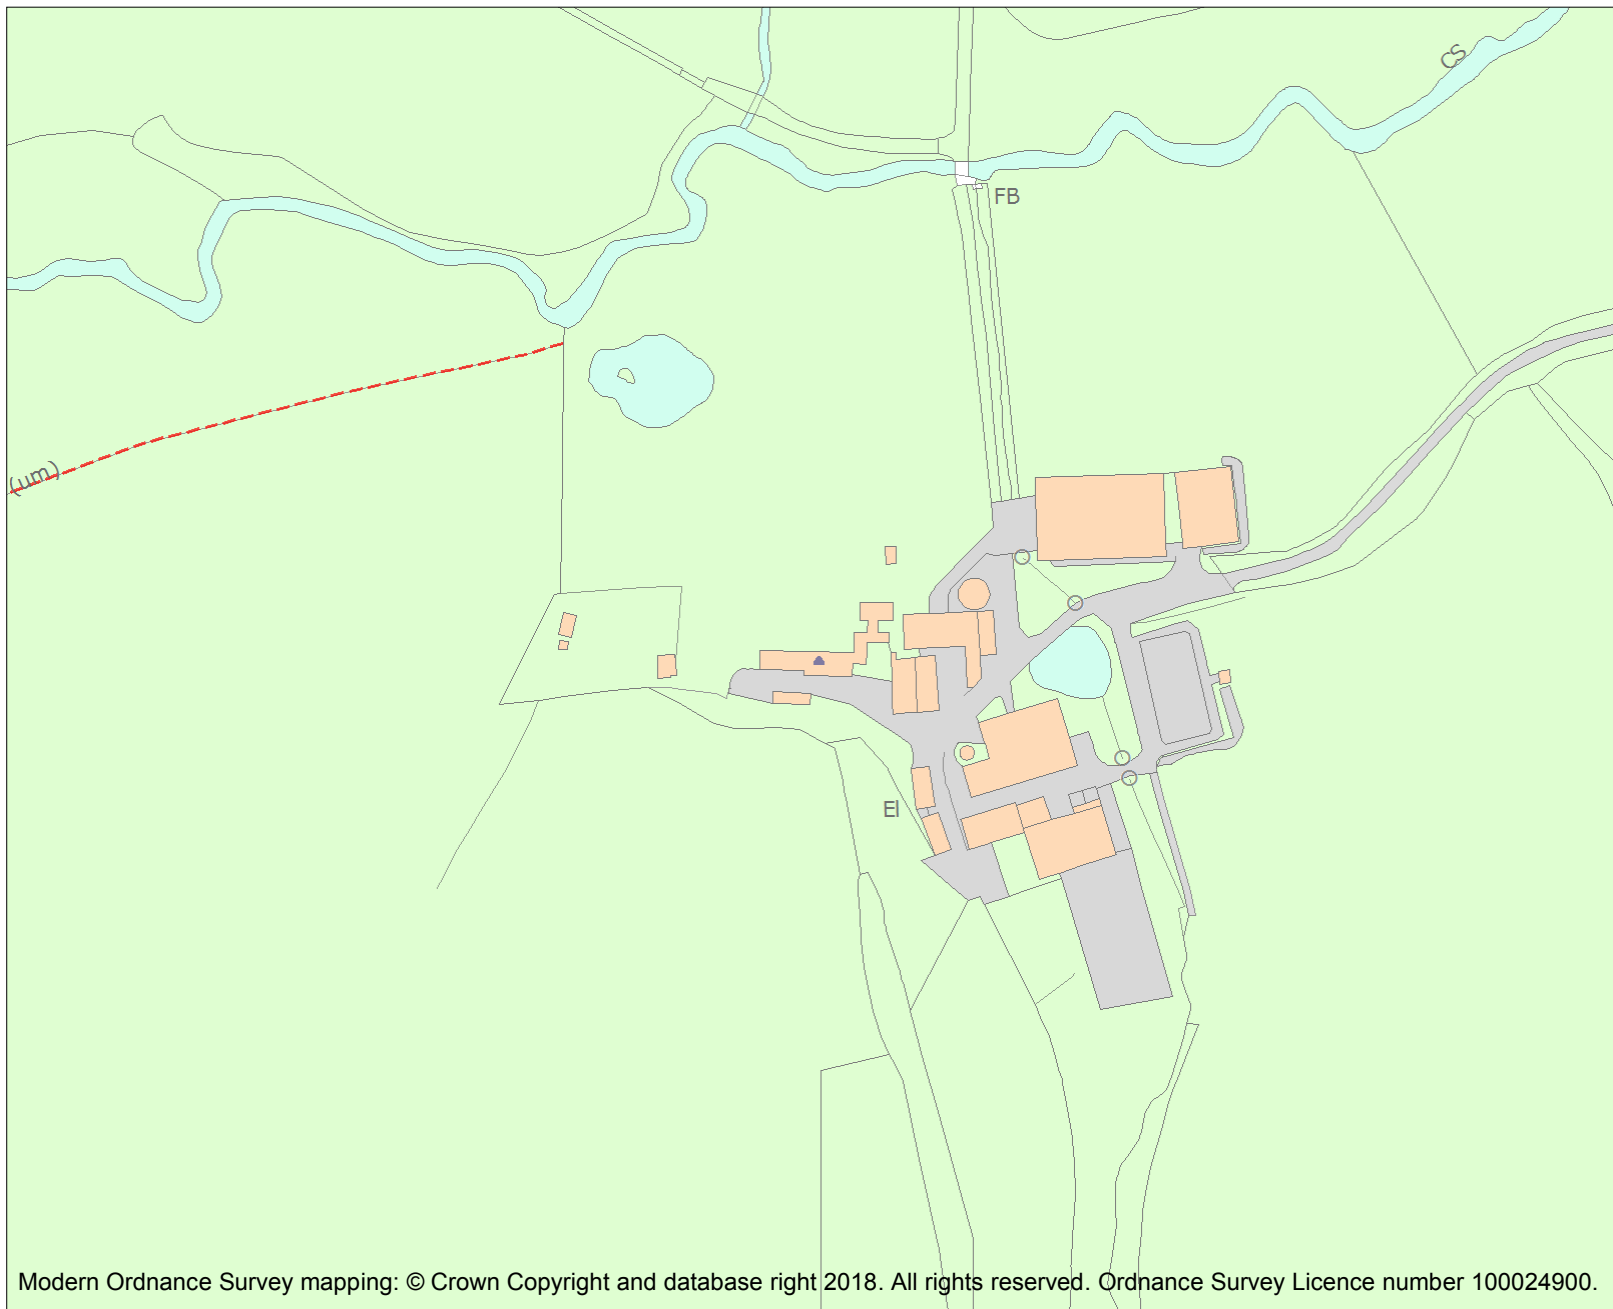 CS
FB
(um)
El
Modern Ordnance Survey mapping: © Crown Copyright and database right 2018. All rights reserved. Ordnance Survey Licence number 100024900.